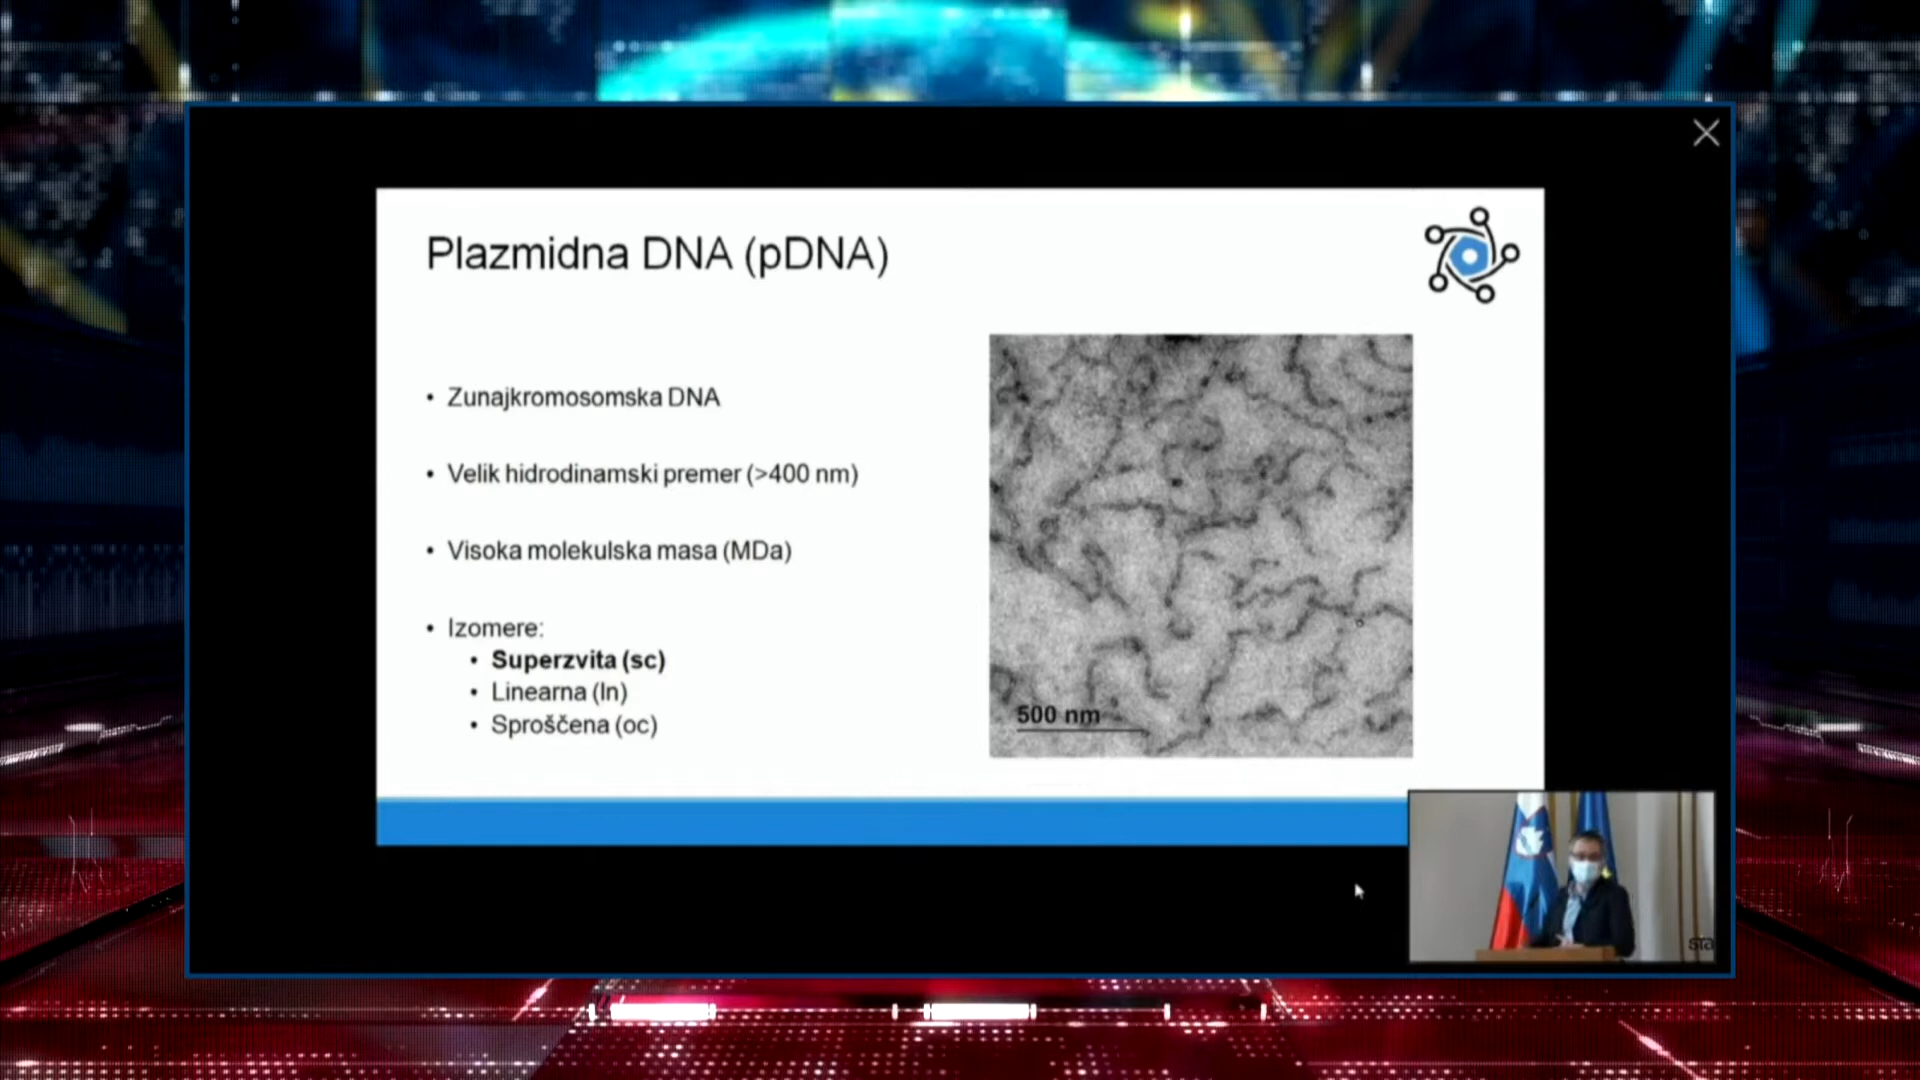 Plazmidna DNA (pDNA)
• Zunajkromosomska DNA
• Velik hidrodinamski premer (>400 nm)
• Visoka molekulska masa (MDa)
• Izomere:
• Superzvita (sc)
• Linearna (ln)
• Sproščena (oc)
500 nm
sta